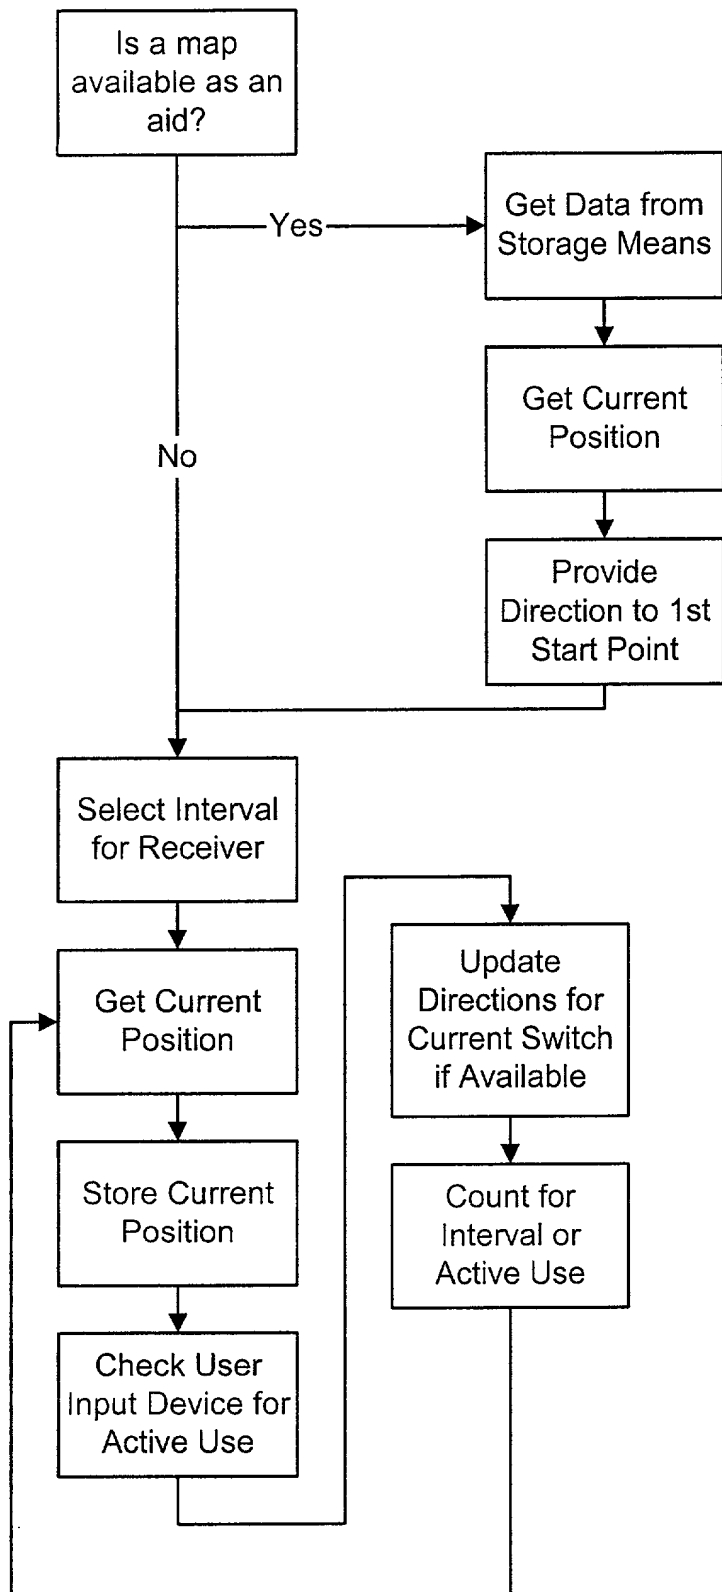 Is a map
available as an
aid?
Yes
Get Data from
Storage Means
Get Current
Position
No
Provide
Direction to 1st
Start Point
Select Interval
for Receiver
Get Current
Position
Store Current
Position
Check User
Input Device for
Active Use
Update
Directions for
Current Switch
if Available
Count for
Interval or
Active Use